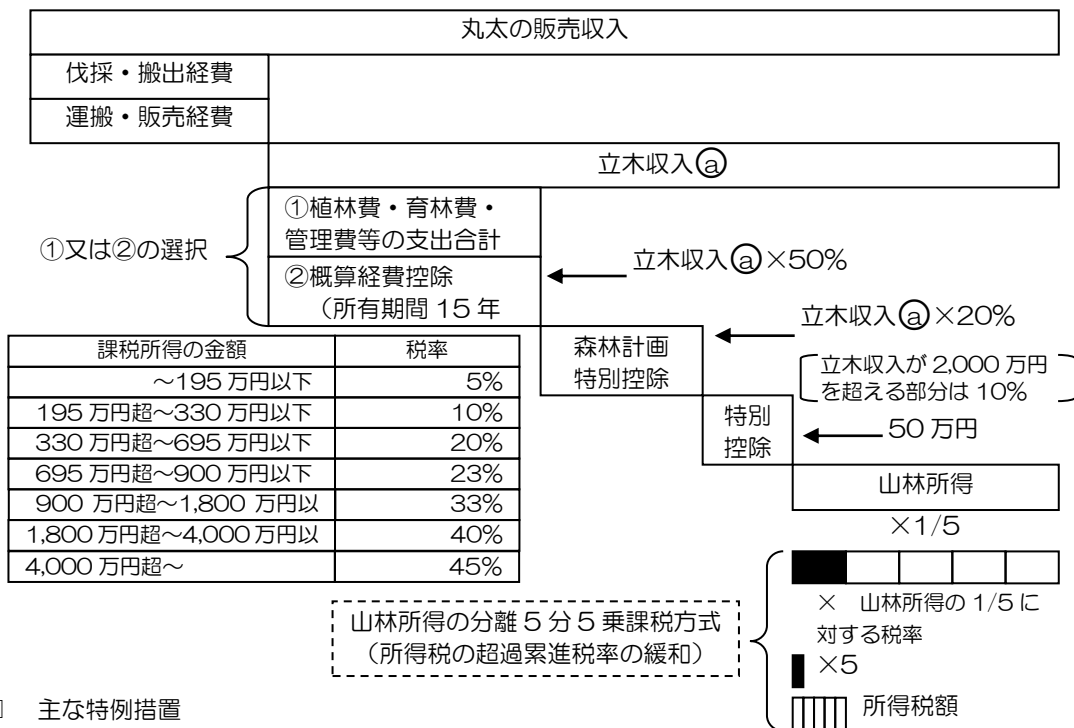 丸太の販売収入
伐採・搬出経費
運搬・販売経費
立木収入ⓐ
①又は②の選択
①植林費・育林費・
管理費等の支出合計
②概算経費控除
（所有期間 15 年
立木収入ⓐ×50%
立木収入ⓐ×20%
立木収入が 2,000 万円
を超える部分は 10%
森林計画
特別控除
特別
控除
50 万円
山林所得
×1/5
課税所得の金額 税率
～195 万円以下 5%
195 万円超～330 万円以下 10%
330 万円超～695 万円以下 20%
695 万円超～900 万円以下 23%
900 万円超～1,800 万円以 33%
1,800 万円超～4,000 万円以 40%
4,000 万円超～ 45%
山林所得の分離 5 分 5 乗課税方式
（所得税の超過累進税率の緩和）
× 山林所得の 1/5 に
対する税率
×5
所得税額
主な特例措置